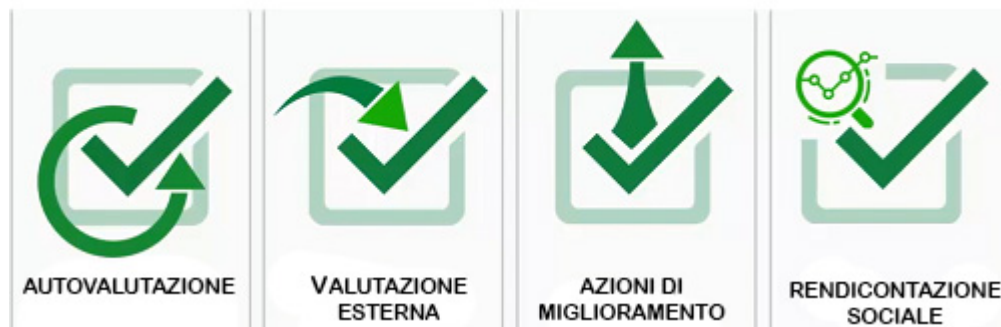 AUTOVALUTAZIONE
VALUTAZIONE
ESTERNA
AZIONI DI
MIGLIORAMENTO
RENDICONTAZIONE
SOCIALE